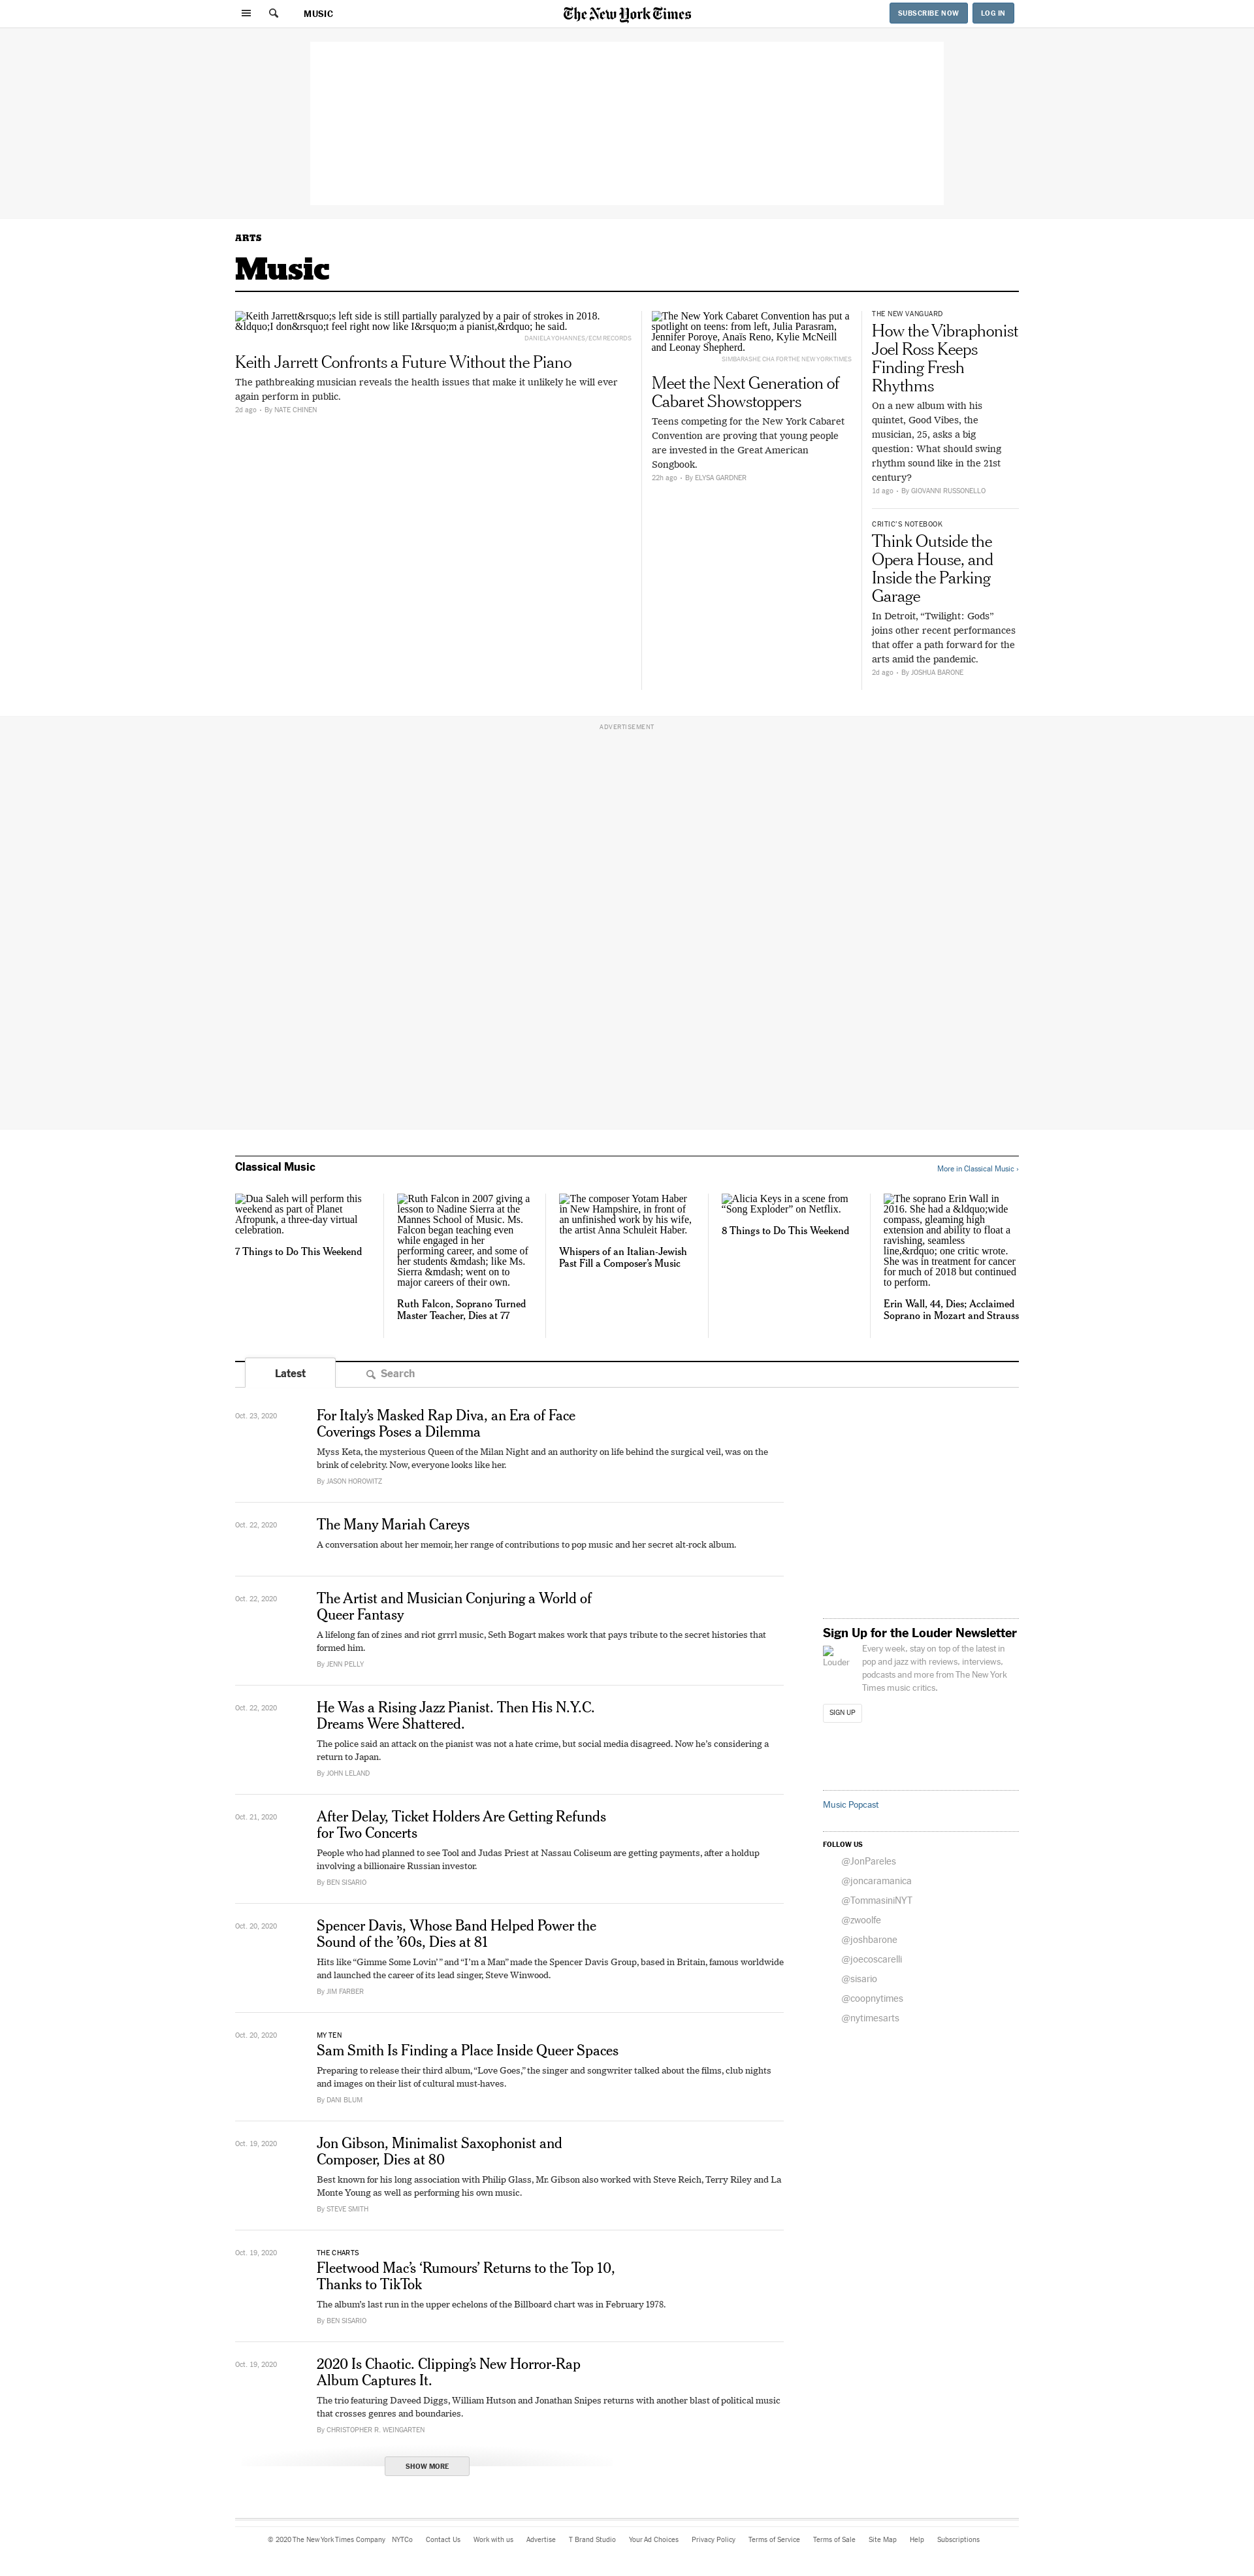 MUSIC
The New York Times
SUBSCRIBE NOW
LOG IN
ARTS
Music
Keith Jarrett&rsquo;s left side is still partially paralyzed by a pair of strokes in 2018.
&ldquo;I don&rsquo;t feel right now like I&rsquo;m a pianist,&rdquo; he said.
DANIELA YOHANNES/ECM RECORDS
Keith Jarrett Confronts a Future Without the Piano
The pathbreaking musician reveals the health issues that make it unlikely he will ever
again perform in public.
2d ago • By NATE CHINEN
The New York Cabaret Convention has put a
spotlight on teens: from left, Julia Parasram,
Jennifer Poroye, Anaïs Reno, Kylie McNeill
and Leonay Shepherd.
SIMBARASHE CHA FOR THE NEW YORK TIMES
Meet the Next Generation of
Cabaret Showstoppers
Teens competing for the New York Cabaret
Convention are proving that young people
are invested in the Great American
Songbook.
22h ago • By ELYSA GARDNER
THE NEW VANGUARD
How the Vibraphonist
Joel Ross Keeps
Finding Fresh
Rhythms
On a new album with his
quintet, Good Vibes, the
musician, 25, asks a big
question: What should swing
rhythm sound like in the 21st
century?
1d ago • By GIOVANNI RUSSONELLO
CRITIC'S NOTEBOOK
Think Outside the
Opera House, and
Inside the Parking
Garage
In Detroit, “Twilight: Gods”
joins other recent performances
that offer a path forward for the
arts amid the pandemic.
2d ago • By JOSHUA BARONE
ADVERTISEMENT
Classical Music
More in Classical Music ›
Dua Saleh will perform this
weekend as part of Planet
Afropunk, a three-day virtual
celebration.
7 Things to Do This Weekend
Ruth Falcon in 2007 giving a
lesson to Nadine Sierra at the
Mannes School of Music. Ms.
Falcon began teaching even
while engaged in her
performing career, and some of
her students &mdash; like Ms.
Sierra &mdash; went on to
major careers of their own.
Ruth Falcon, Soprano Turned
Master Teacher, Dies at 77
The composer Yotam Haber
in New Hampshire, in front of
an unfinished work by his wife,
the artist Anna Schuleit Haber.
Whispers of an Italian-Jewish
Past Fill a Composer’s Music
Alicia Keys in a scene from
“Song Exploder” on Netflix.
8 Things to Do This Weekend
The soprano Erin Wall in
2016. She had a &ldquo;wide
compass, gleaming high
extension and ability to float a
ravishing, seamless
line,&rdquo; one critic wrote.
She was in treatment for cancer
for much of 2018 but continued
to perform.
Erin Wall, 44, Dies; Acclaimed
Soprano in Mozart and Strauss
Latest
Search
Oct. 23, 2020
For Italy’s Masked Rap Diva, an Era of Face
Coverings Poses a Dilemma
Myss Keta, the mysterious Queen of the Milan Night and an authority on life behind the surgical veil, was on the
brink of celebrity. Now, everyone looks like her.
By JASON HOROWITZ
Oct. 22, 2020
The Many Mariah Careys
A conversation about her memoir, her range of contributions to pop music and her secret alt-rock album.
Oct. 22, 2020
The Artist and Musician Conjuring a World of
Queer Fantasy
A lifelong fan of zines and riot grrrl music, Seth Bogart makes work that pays tribute to the secret histories that
formed him.
By JENN PELLY
Oct. 22, 2020
He Was a Rising Jazz Pianist. Then His N.Y.C.
Dreams Were Shattered.
The police said an attack on the pianist was not a hate crime, but social media disagreed. Now he’s considering a
return to Japan.
By JOHN LELAND
Oct. 21, 2020
After Delay, Ticket Holders Are Getting Refunds
for Two Concerts
People who had planned to see Tool and Judas Priest at Nassau Coliseum are getting payments, after a holdup
involving a billionaire Russian investor.
By BEN SISARIO
Oct. 20, 2020
Spencer Davis, Whose Band Helped Power the
Sound of the ’60s, Dies at 81
Hits like “Gimme Some Lovin’ ” and “I’m a Man” made the Spencer Davis Group, based in Britain, famous worldwide
and launched the career of its lead singer, Steve Winwood.
By JIM FARBER
Oct. 20, 2020
MY TEN
Sam Smith Is Finding a Place Inside Queer Spaces
Preparing to release their third album, “Love Goes,” the singer and songwriter talked about the films, club nights
and images on their list of cultural must-haves.
By DANI BLUM
Oct. 19, 2020
Jon Gibson, Minimalist Saxophonist and
Composer, Dies at 80
Best known for his long association with Philip Glass, Mr. Gibson also worked with Steve Reich, Terry Riley and La
Monte Young as well as performing his own music.
By STEVE SMITH
Oct. 19, 2020
THE CHARTS
Fleetwood Mac’s ‘Rumours’ Returns to the Top 10,
Thanks to TikTok
The album’s last run in the upper echelons of the Billboard chart was in February 1978.
By BEN SISARIO
Oct. 19, 2020
2020 Is Chaotic. Clipping’s New Horror-Rap
Album Captures It.
The trio featuring Daveed Diggs, William Hutson and Jonathan Snipes returns with another blast of political music
that crosses genres and boundaries.
By CHRISTOPHER R. WEINGARTEN
SHOW MORE
Sign Up for the Louder Newsletter
Louder
Every week, stay on top of the latest in
pop and jazz with reviews, interviews,
podcasts and more from The New York
Times music critics.
SIGN UP
Music Popcast
FOLLOW US
@JonPareles
@joncaramanica
@TommasiniNYT
@zwoolfe
@joshbarone
@joecoscarelli
@sisario
@coopnytimes
@nytimesarts
© 2020 The New York Times Company NYTCo Contact Us Work with us Advertise T Brand Studio Your Ad Choices Privacy Policy Terms of Service Terms of Sale Site Map Help Subscriptions